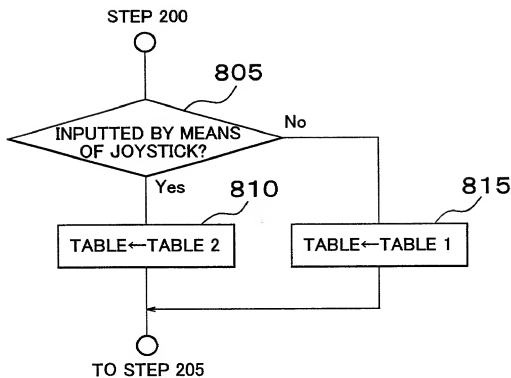 STEP 200
805
INPUTTED BY MEANS
OF JOYSTICK?
No
Yes
810
815
TABLE←TABLE 2
TABLE←TABLE 1
TO STEP 205